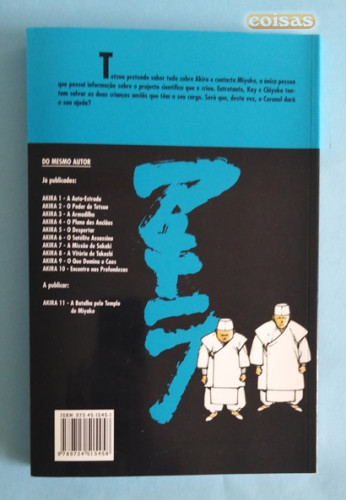 coisas
Tetsuo pretende saber tudo sobre Akira e contacta Miyako, a única pessoa
que possui informação sobre o projecto científico que o criou. Entretanto, Kay e Chiyoko ten-
tam salvar as duas crianças anciãs que têm a seu cargo. Será que, desta vez, o Coronel dará
a sua ajuda?
DO MESMO AUTOR
Já publicados:
AKIRA 1 - A Auto-Estrada
AKIRA 2 - O Poder de Tetsuo
AKIRA 3 - A Armadilha
AKIRA 4 - O Plano dos Anciãos
AKIRA 5 - O Despertar
AKIRA 6 - O Satélite Assassino
AKIRA 7 - A Missão de Sakaki
AKIRA 8 - A Vitória de Takashi
AKIRA 9 - O Que Domina o Caos
AKIRA 10 - Encontro nas Profundezas
A publicar:
AKIRA 11 - A Batalha pelo Templo
de Miyako
アキラ